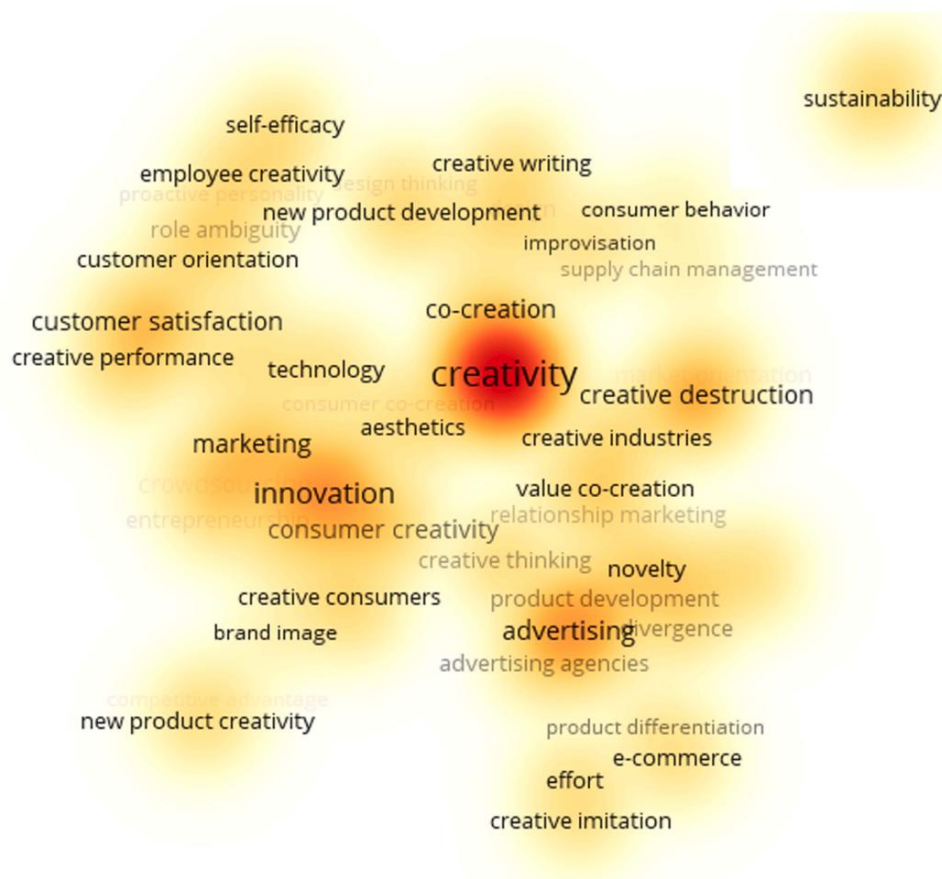 sustainability
self-efficacy
creative writing
employee creativity
design thinking
proactive personality
new product development
consumer behavior
role ambiguity
improvisation
customer orientation
supply chain management
co-creation
customer satisfaction
creative performance
technology
creativity
market orientation
creative destruction
consumer co-creation
aesthetics
creative industries
marketing
crowdsourcing
innovation
value co-creation
relationship marketing
entrepreneurship
consumer creativity
creative thinking
novelty
creative consumers
product development
brand image
advertising
divergence
advertising agencies
competitive advantage
new product creativity
product differentiation
e-commerce
effort
creative imitation